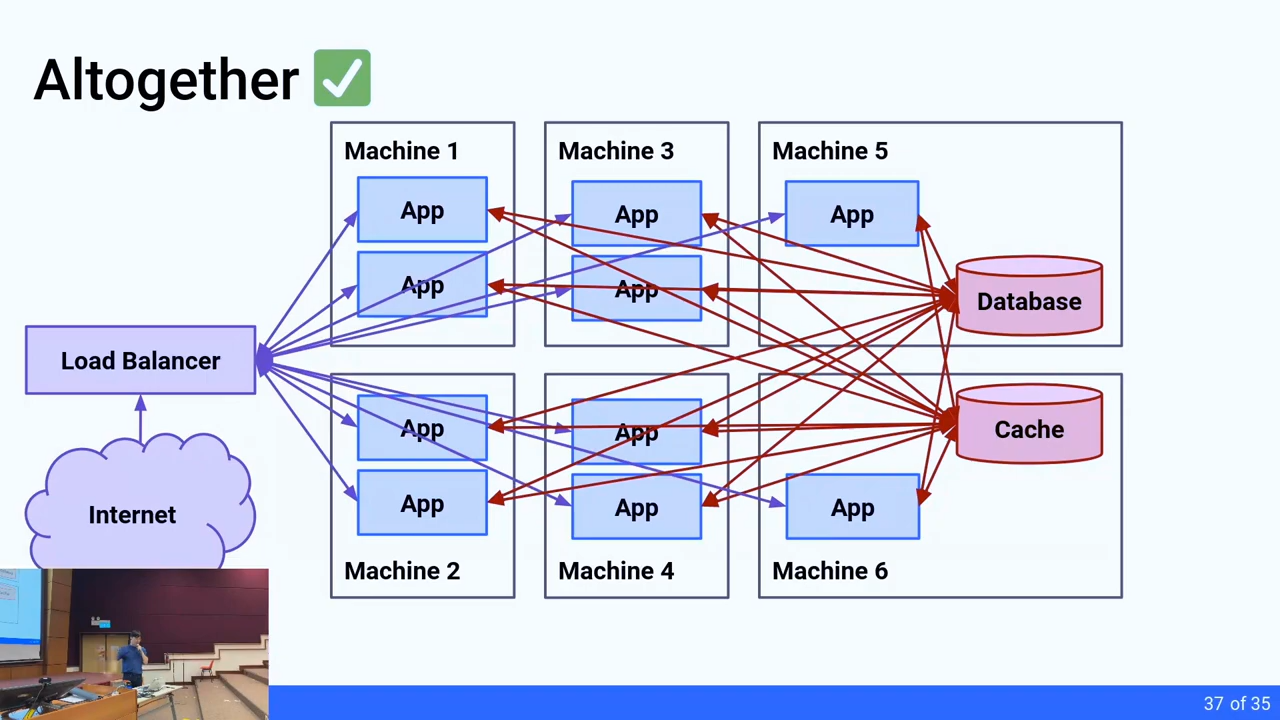 Altogether ✅
Machine 1
App
App
Machine 3
App
App
Machine 5
App
Database
Load Balancer
Internet
App
App
Machine 2
App
App
Machine 4
Cache
App
Machine 6
37 of 35